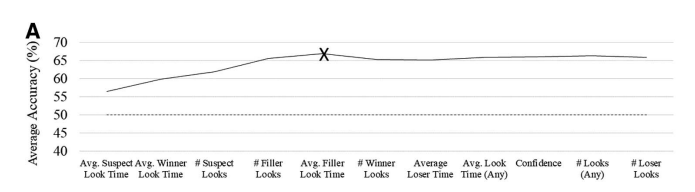 A
Average Accuracy (%)
70
65
60
55
50
45
40
X
Avg. Suspect Look Time
Avg. Winner Look Time
# Suspect Looks
# Filler Looks
Avg. Filler Look Time
# Winner Looks
Average Loser Time
Avg. Look Time (Any)
Confidence
# Looks (Any)
# Loser Looks